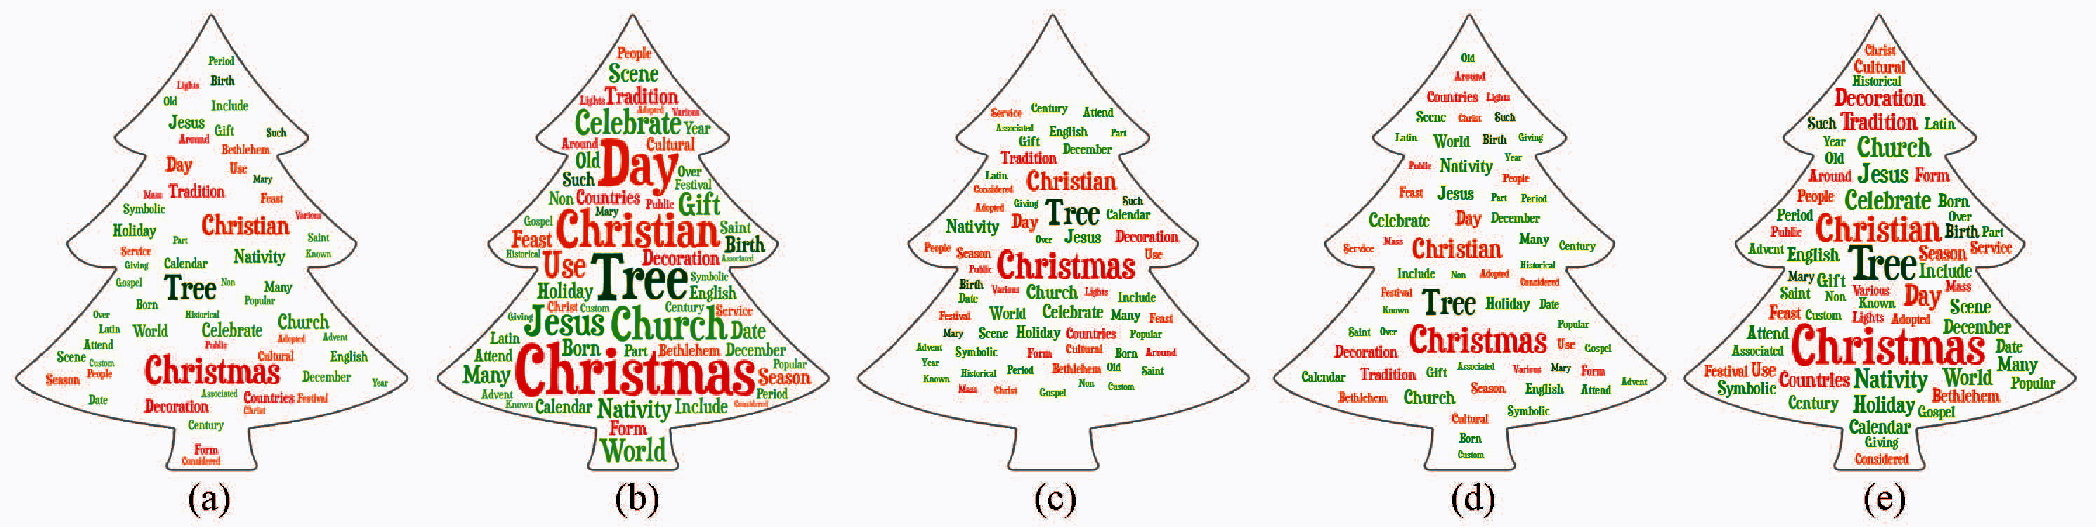 Period
Lights Birth
Old Include
Jesus Gift Such
Around Bethlehem
Day Use
Mary
Mass Tradition Feast
Symbolic Christian Various
Holiday Part Saint
Service Nativity Known
Giving Calendar
Gospel Tree Non Many
Born Popular
Over Historical
Latin World Celebrate Church
Attend Public Adopted Advent
Scene Custom Cultural English
Season People Christmas December Year
Date Decoration Associated Countries Festival
Christ
Century
Form
Considered
(a)
People
Scene
Lights Tradition
Adopted Various
Celebrate Year
Around Cultural
Old Day Over
Such Festival
Non Countries Public Gift
Mary
Gospel Christian Saint
Feast Birth
Historical Decoration Associated
Use Tree Symbolic
Holiday English
Christ Custom Century Service
Giving Jesus Church Date
Latin Born Part Bethlehem December
Attend Popular
Many Christmas Season
Advent Period
Known Calendar Nativity Include Considered
Form
World
(b)
Service Century Attend
Associated English Part
Gift December
Tradition
Latin Christian
Considered
Adopted Giving Tree Such
Calendar
Nativity Day
Over Jesus Decoration
People Season Use
Public Christmas
Birth Various Church Lights Include
Date
Festival World Celebrate Many Feast
Mary Scene Holiday Countries Popular
Advent Symbolic Form Cultural Born Around
Year
Known Historical Period Bethlehem Old Saint
Mass Christ Gospel Non Custom
(c)
Old
Around
Countries Lights
Scene Christ Such
Latin World Birth Giving
Public Nativity Year
People
Feast Jesus Part Period
Celebrate Day December
Service Mass Christian Many Century
Include Non Adopted Historical
Considered
Festival Tree Holiday Date
Known
Saint Over Popular
Decoration Christmas Use Gospel
Calendar Tradition Gift Associated Various Mary Form
Bethlehem Church Season English Attend Advent
Cultural Symbolic
Born
Custom
(d)
Christ
Cultural
Historical
Decoration
Such Tradition Latin
Year Church
Old
Around Jesus Form
People Celebrate Born
Period Over
Public Christian Birth Part
Advent English Season Service
Tree Include
Mary Gift Various Mass
Saint Non Known Day Scene
Feast Custom Lights Adopted December
Attend
Associated Christmas Date
Many
Festival Use Countries Nativity World Popular
Symbolic Bethlehem
Century Holiday Gospel
Calendar
Giving
Considered
(e)